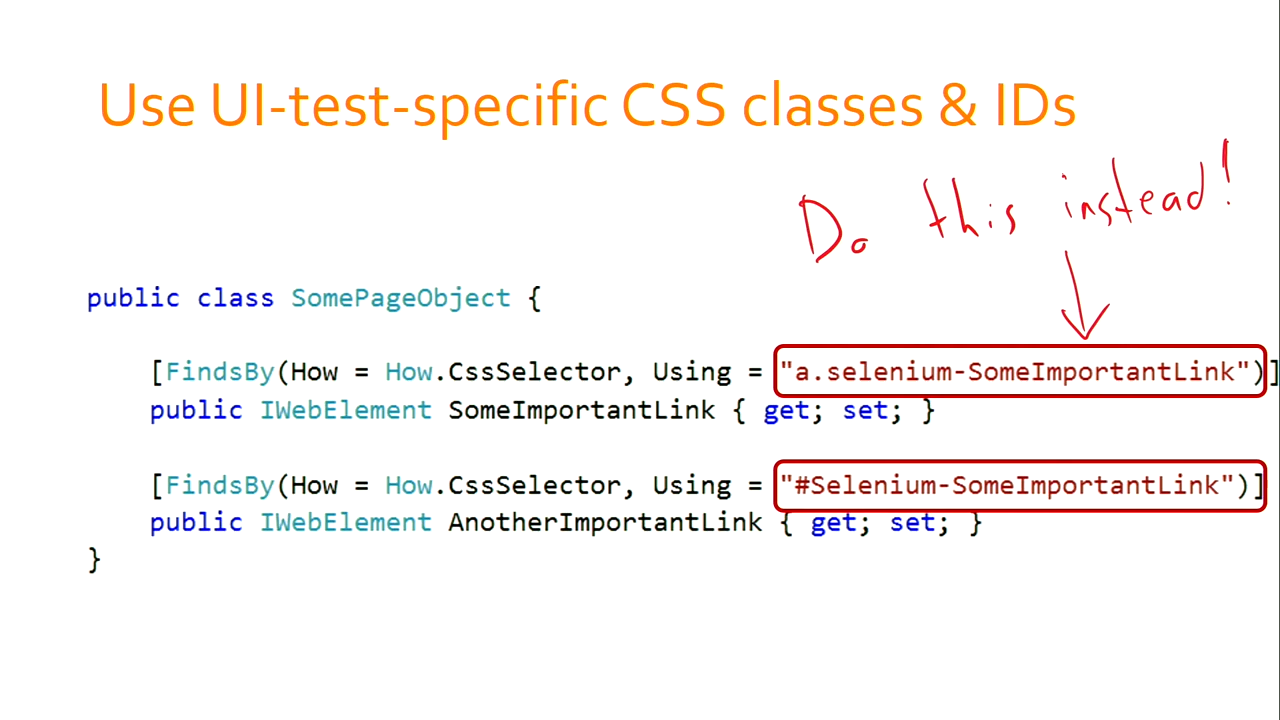 Use UI-test-specific CSS classes & IDs
Do this instead!
public class SomePageObject {
[FindsBy(How = How.CssSelector, Using = "a.selenium-SomeImportantLink")]
public IWebElement SomeImportantLink { get; set; }
[FindsBy(How = How.CssSelector, Using = "#Selenium-SomeImportantLink")]
public IWebElement AnotherImportantLink { get; set; }
}